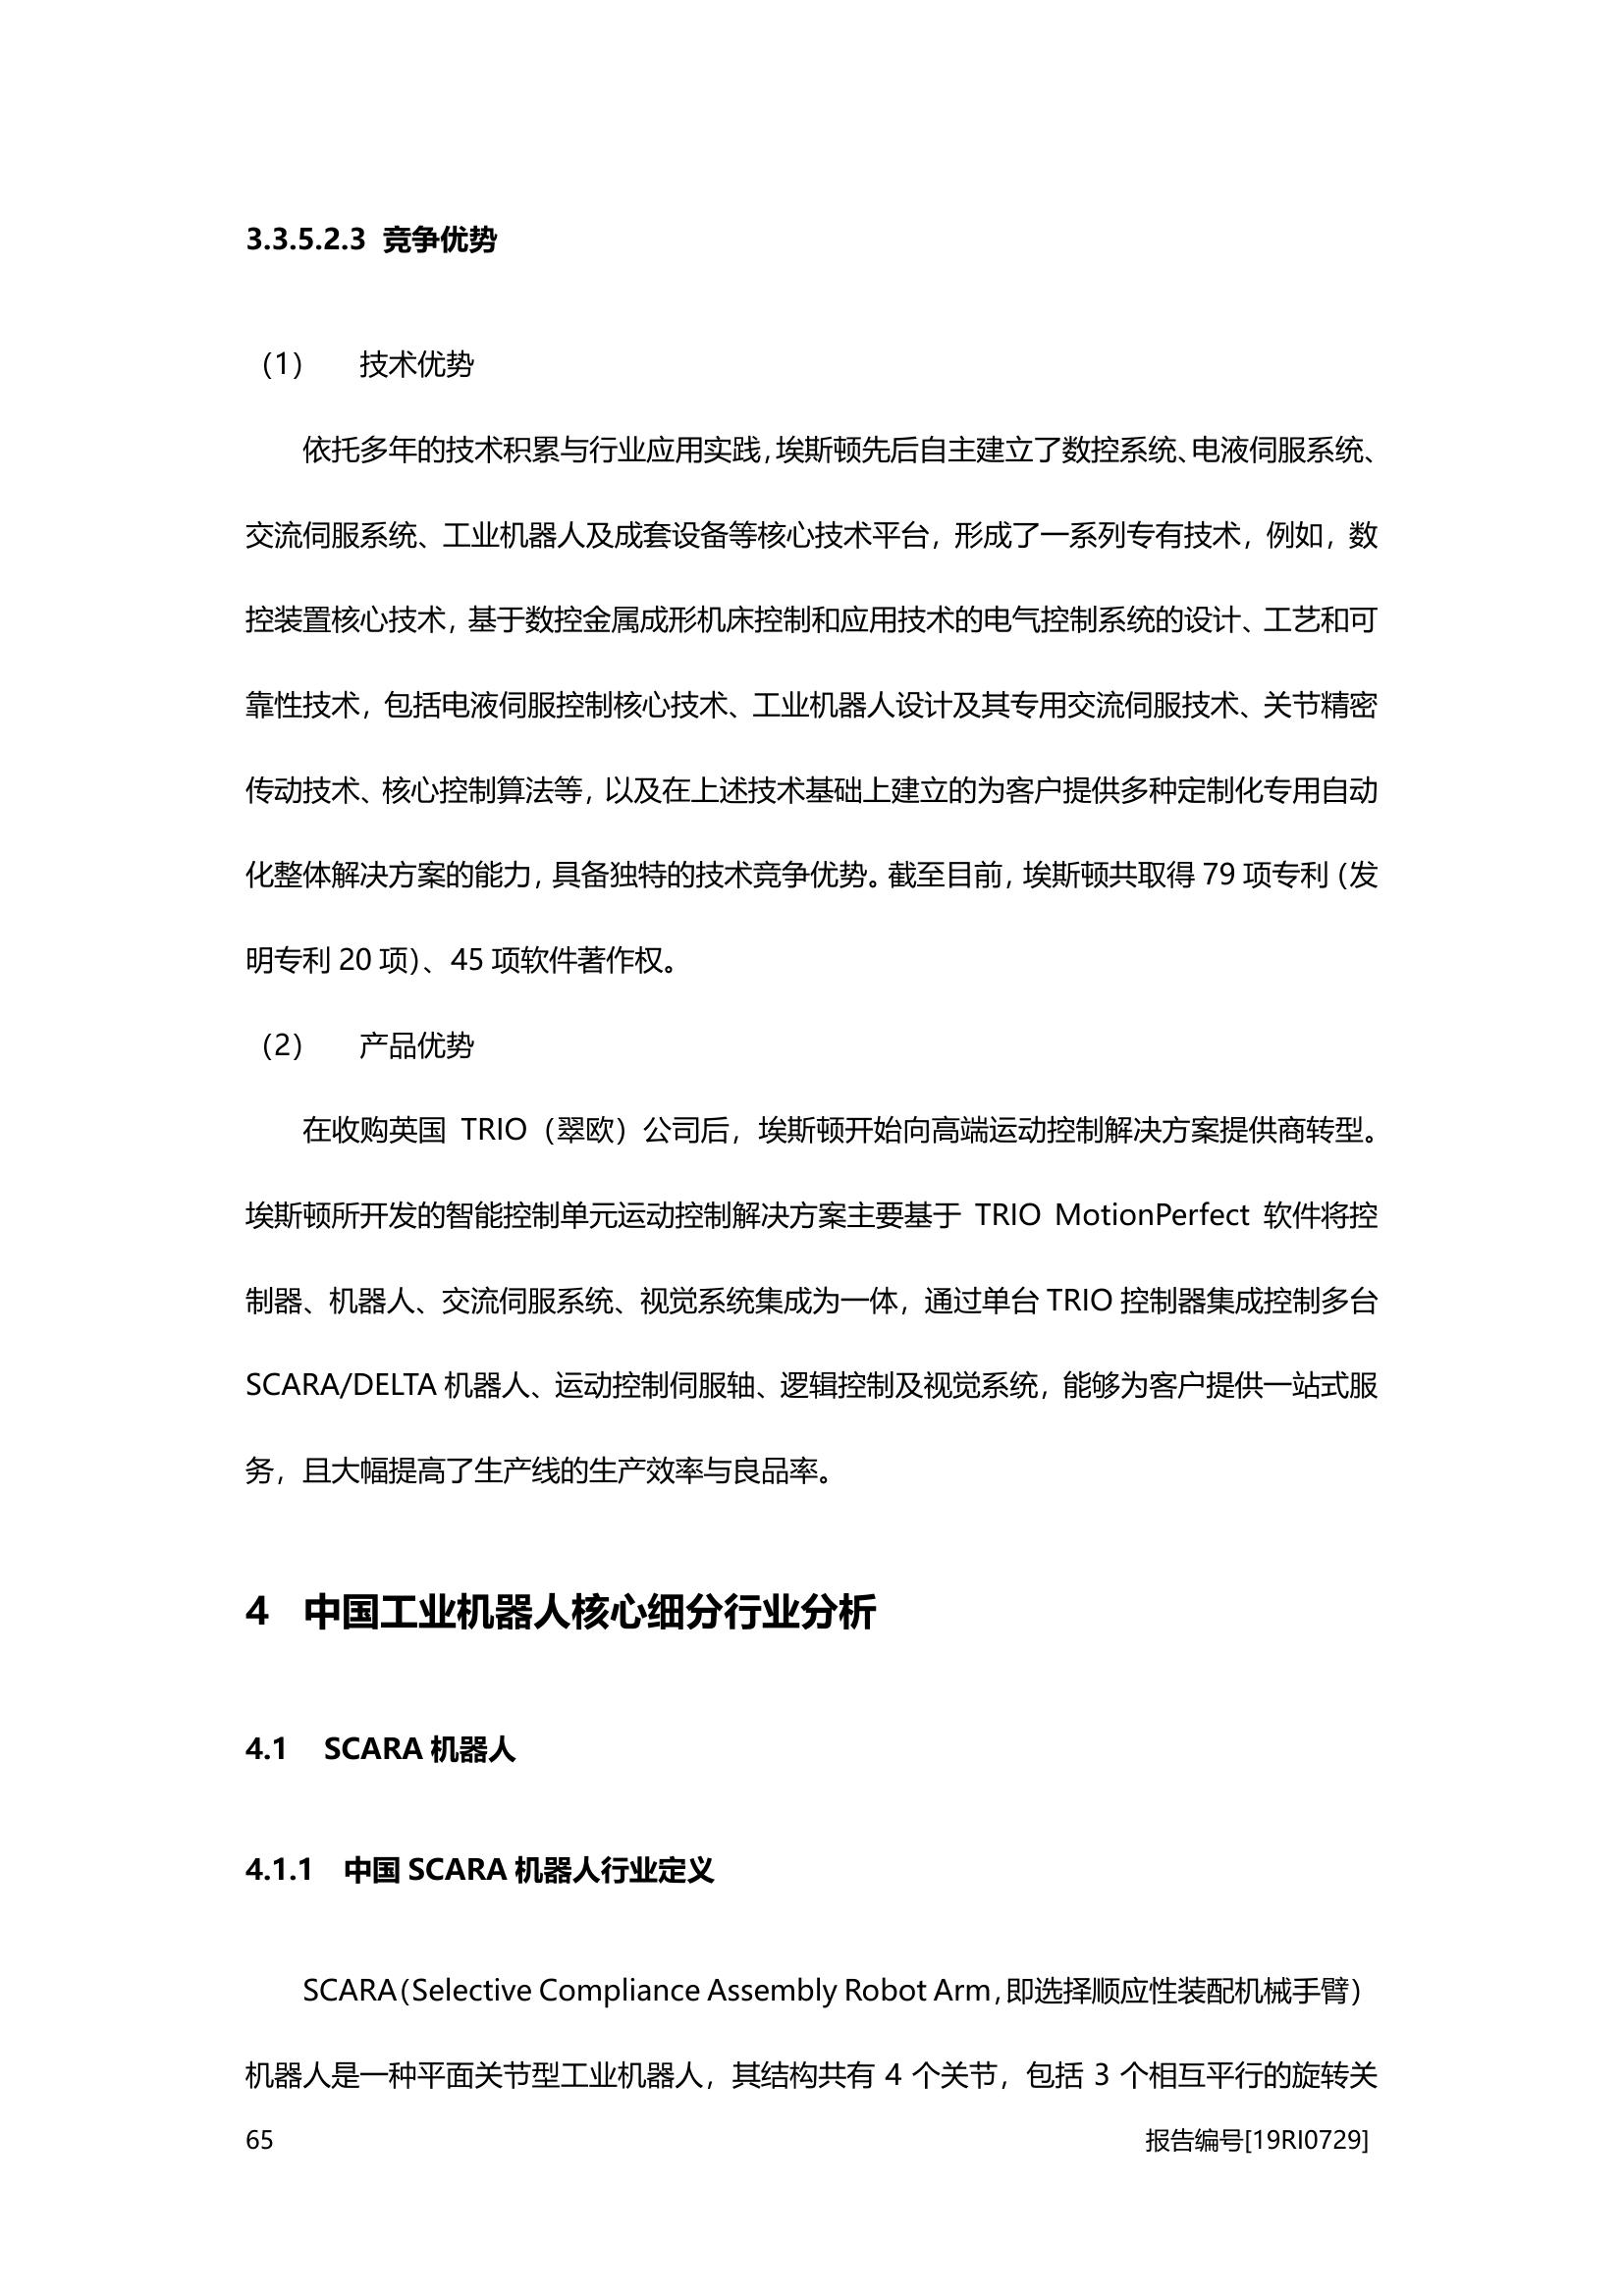 3.3.5.2.3 竞争优势
（1） 技术优势
依托多年的技术积累与行业应用实践，埃斯顿先后自主建立了数控系统、电液伺服系统、
交流伺服系统、工业机器人及成套设备等核心技术平台，形成了一系列专有技术，例如，数
控装置核心技术，基于数控金属成形机床控制和应用技术的电气控制系统的设计、工艺和可
靠性技术，包括电液伺服控制核心技术、工业机器人设计及其专用交流伺服技术、关节精密
传动技术、核心控制算法等，以及在上述技术基础上建立的为客户提供多种定制化专用自动
化整体解决方案的能力，具备独特的技术竞争优势。截至目前，埃斯顿共取得 79 项专利（发
明专利 20 项）、45 项软件著作权。
（2） 产品优势
在收购英国 TRIO（翠欧）公司后，埃斯顿开始向高端运动控制解决方案提供商转型。
埃斯顿所开发的智能控制单元运动控制解决方案主要基于 TRIO MotionPerfect 软件将控
制器、机器人、交流伺服系统、视觉系统集成为一体，通过单台 TRIO 控制器集成控制多台
SCARA/DELTA 机器人、运动控制伺服轴、逻辑控制及视觉系统，能够为客户提供一站式服
务，且大幅提高了生产线的生产效率与良品率。
4 中国工业机器人核心细分行业分析
4.1 SCARA 机器人
4.1.1 中国 SCARA 机器人行业定义
SCARA（Selective Compliance Assembly Robot Arm，即选择顺应性装配机械手臂）
机器人是一种平面关节型工业机器人，其结构共有 4 个关节，包括 3 个相互平行的旋转关
65 报告编号[19RI0729]